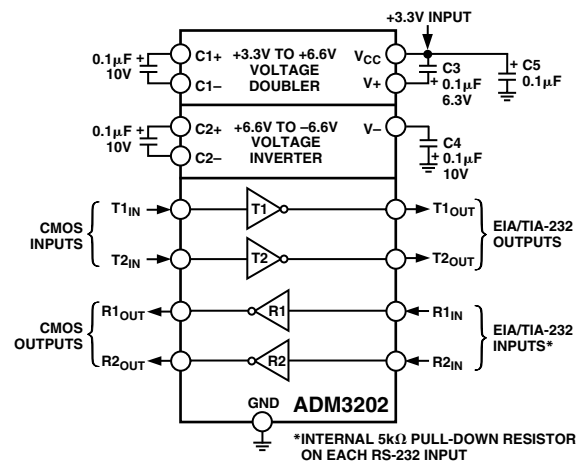 +3.3V INPUT
0.1μF
10V
+
C1+
C1–
+3.3V TO +6.6V
VOLTAGE
DOUBLER
VCC
V+
C3
+ 0.1μF
6.3V
+ C5
0.1μF
0.1μF
10V
+
C2+
C2–
+6.6V TO –6.6V
VOLTAGE
INVERTER
V–
C4
+ 0.1μF
10V
CMOS
INPUTS
T1IN
T1
T1OUT
T2IN
T2
T2OUT
EIA/TIA-232
OUTPUTS
CMOS
OUTPUTS
R1OUT
R1
R1IN
R2OUT
R2
R2IN
EIA/TIA-232
INPUTS*
GND
ADM3202
*INTERNAL 5kΩ PULL-DOWN RESISTOR
ON EACH RS-232 INPUT